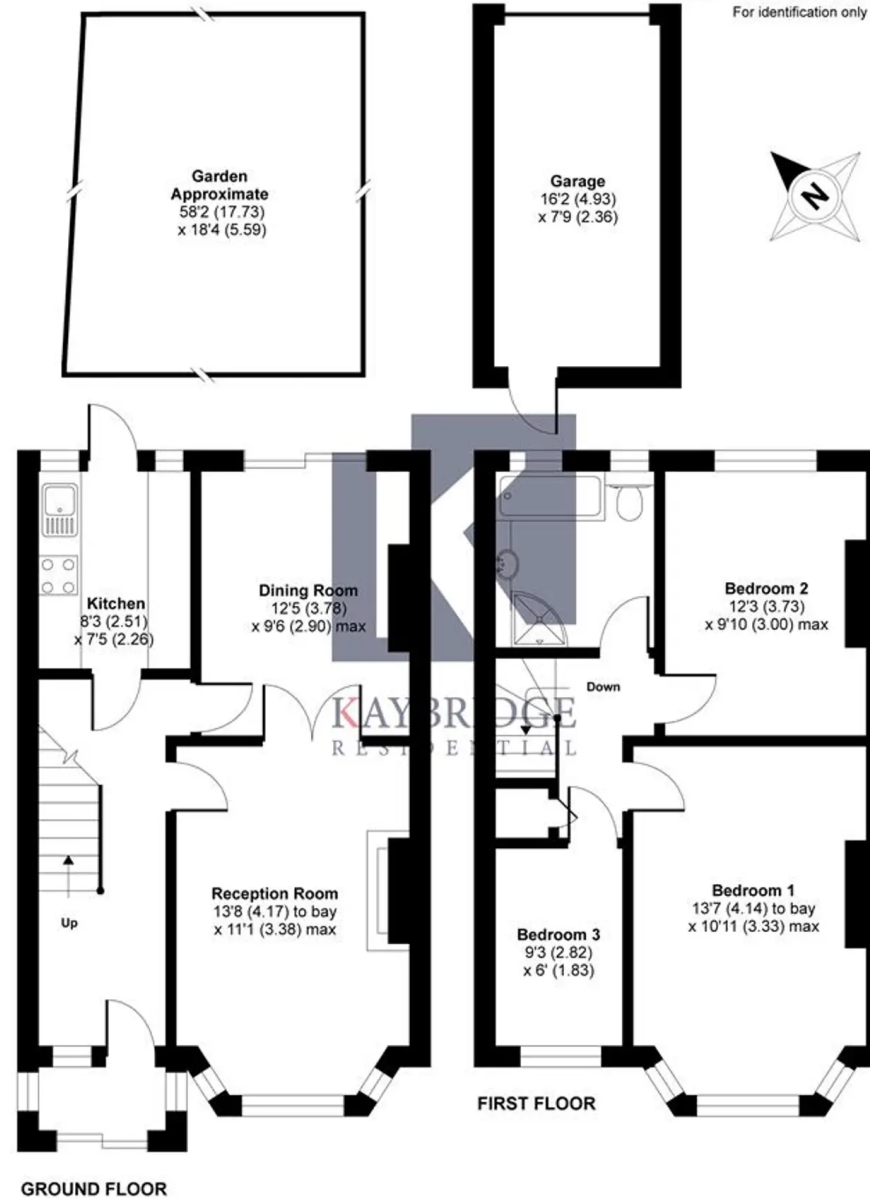 For identification only
Garden
Approximate
58'2 (17.73)
x 18'4 (5.59)
Garage
16'2 (4.93)
x 7'9 (2.36)
N
Kitchen
8'3 (2.51)
x 7'5 (2.26)
Dining Room
12'5 (3.78)
x 9'6 (2.90) max
Bedroom 2
12'3 (3.73)
x 9'10 (3.00) max
Down
KAYBRIDGE
RESIDENTIAL
Reception Room
13'8 (4.17) to bay
x 11'1 (3.38) max
Up
Bedroom 1
13'7 (4.14) to bay
x 10'11 (3.33) max
Bedroom 3
9'3 (2.82)
x 6' (1.83)
FIRST FLOOR
GROUND FLOOR